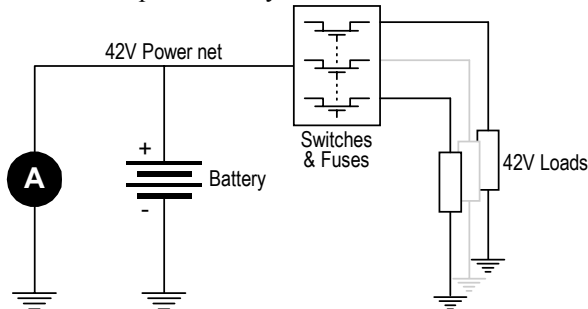 42V Power net
Switches
& Fuses
42V Loads
A
+
Battery
-